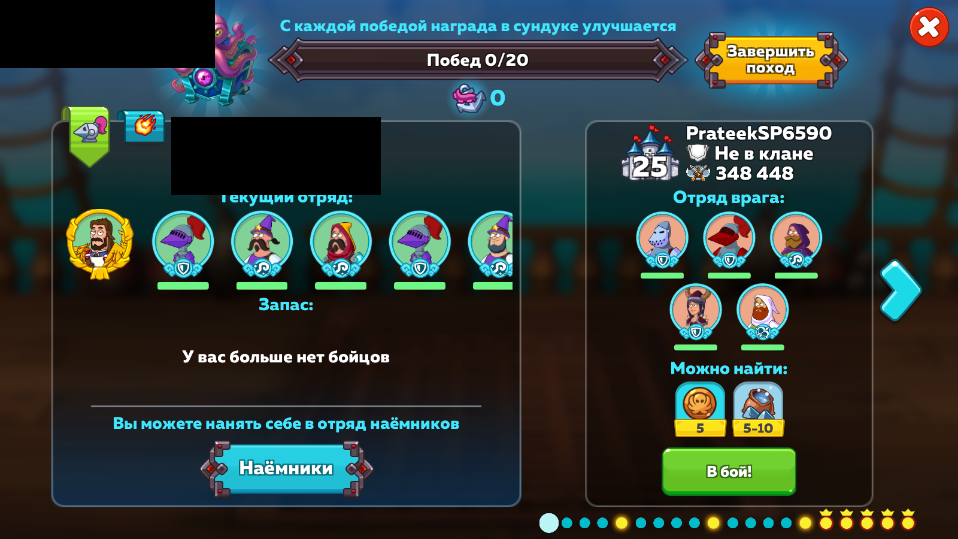 С каждой победой награда в сундуке улучшается
Побед 0/20
Завершить
поход
0
PrateekSP6590
25
Не в клане
348 448
Текущий отряд:
Отряд врага:
Запас:
У вас больше нет бойцов
Можно найти:
5
5-10
Вы можете нанять себе в отряд наёмников
Наёмники
В бой!